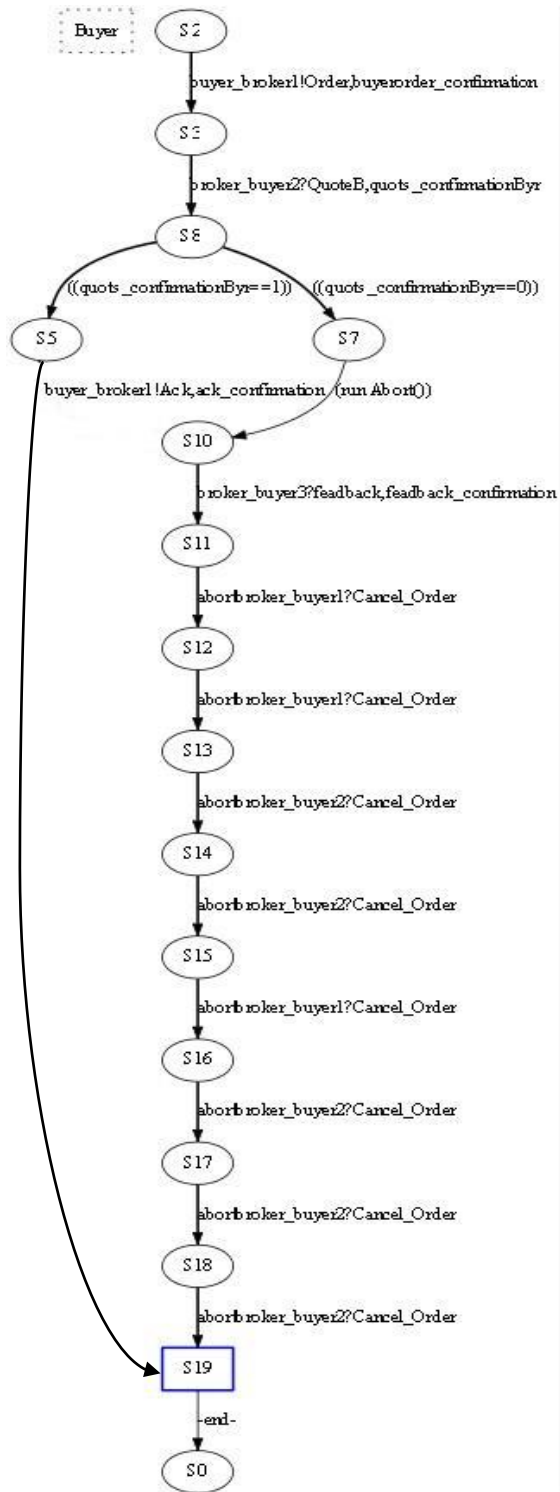 Buyer
S2
buyer_broker1!Order,buyerorder_confirmation
S3
broker_buyer2?QuoteB,quots_confirmationByr
S8
((quots_confirmationByr==1)) ((quots_confirmationByr==0))
S5 S7
buyer_broker1!Ack,ack_confirmation (run Abort())
S10
broker_buyer3?feadback,feadback_confirmation
S11
abortbroker_buyer1?Cancel_Order
S12
abortbroker_buyer1?Cancel_Order
S13
abortbroker_buyer2?Cancel_Order
S14
abortbroker_buyer2?Cancel_Order
S15
abortbroker_buyer1?Cancel_Order
S16
abortbroker_buyer2?Cancel_Order
S17
abortbroker_buyer2?Cancel_Order
S18
abortbroker_buyer2?Cancel_Order
S19
-end-
S0